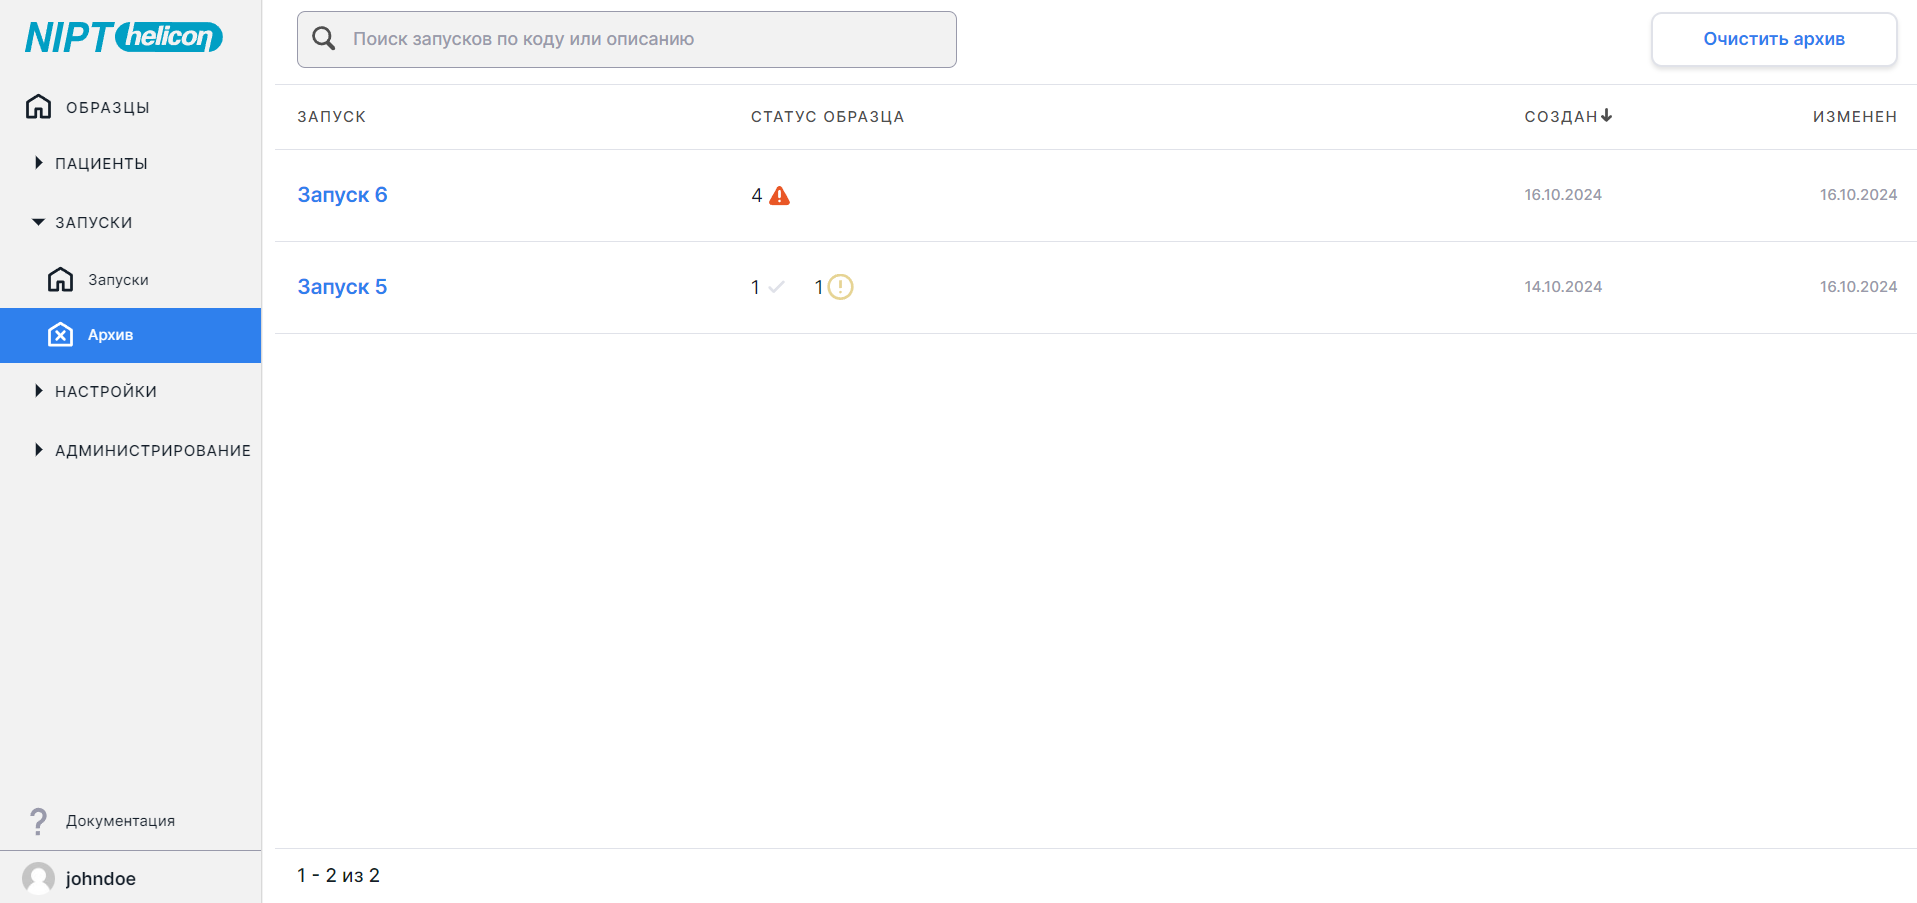 NIPT helicon
Поиск запусков по коду или описанию
Очистить архив
ОБРАЗЦЫ
ПАЦИЕНТЫ
ЗАПУСКИ
Запуски
Архив
НАСТРОЙКИ
АДМИНИСТРИРОВАНИЕ
ЗАПУСК СТАТУС ОБРАЗЦА СОЗДАН ИЗМЕНЕН
Запуск 6 4 16.10.2024 16.10.2024
Запуск 5 1 1 14.10.2024 16.10.2024
Документация
johndoe
1 - 2 из 2